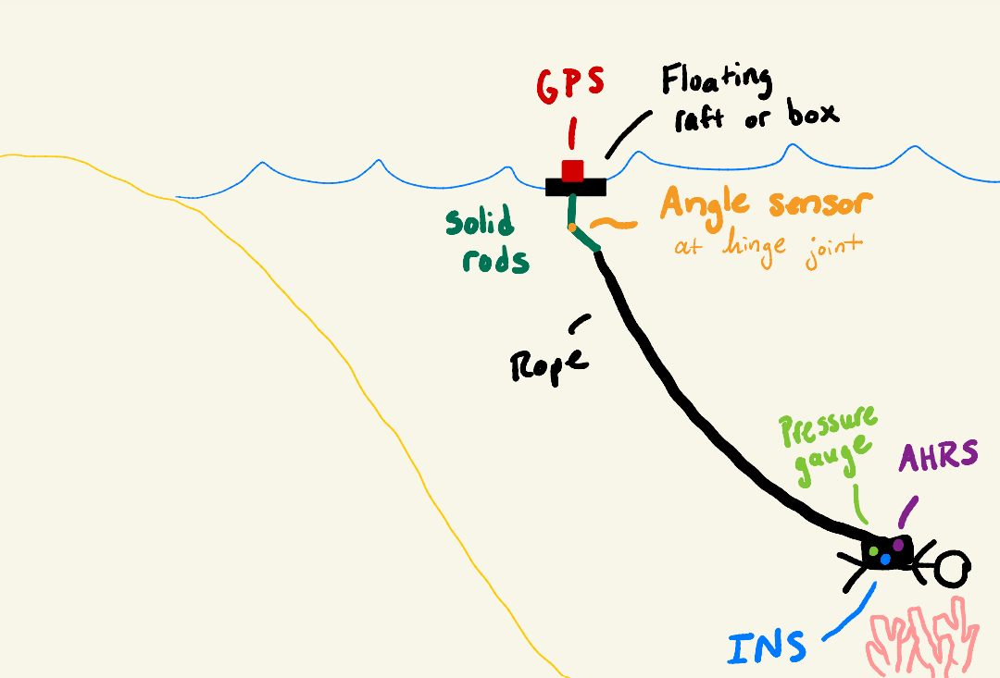 GPS
Floating
raft or box
Solid
rods
Angle sensor
at hinge joint
Rope
Pressure
gauge
AHRS
INS